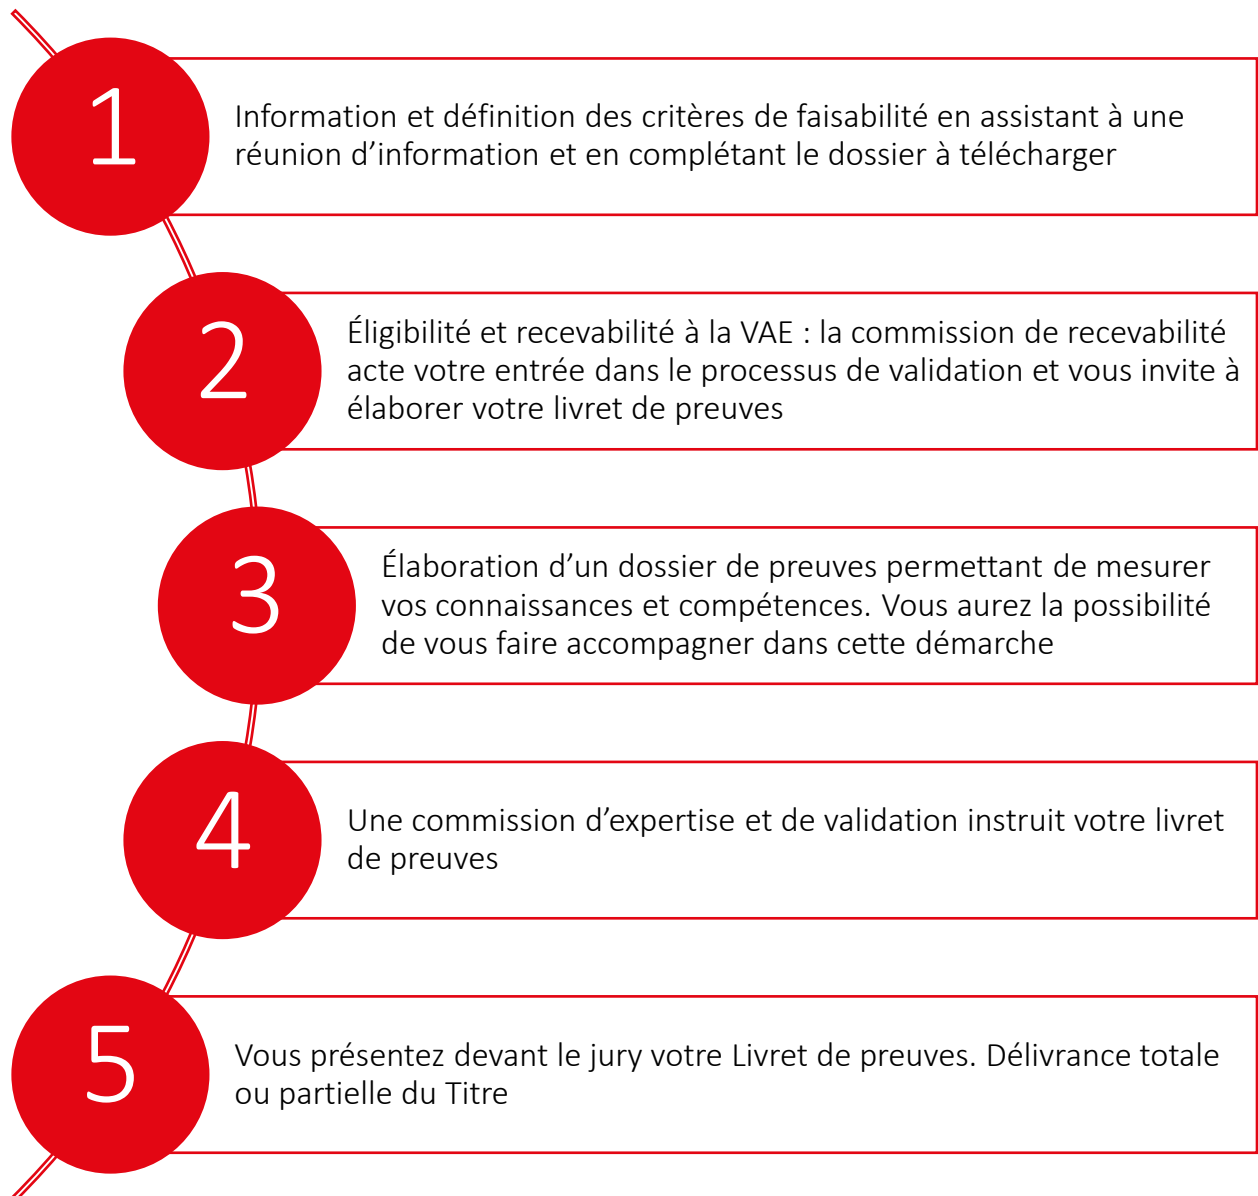 1
Information et définition des critères de faisabilité en assistant à une
réunion d’information et en complétant le dossier à télécharger
2
Éligibilité et recevabilité à la VAE : la commission de recevabilité
acte votre entrée dans le processus de validation et vous invite à
élaborer votre livret de preuves
3
Élaboration d’un dossier de preuves permettant de mesurer
vos connaissances et compétences. Vous aurez la possibilité
de vous faire accompagner dans cette démarche
4
Une commission d’expertise et de validation instruit votre livret
de preuves
5
Vous présentez devant le jury votre Livret de preuves. Délivrance totale
ou partielle du Titre